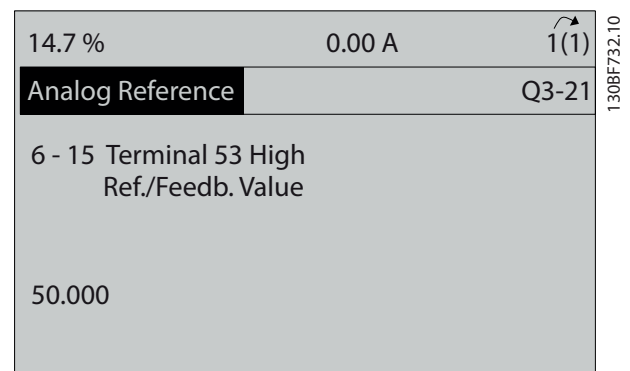 14.7 % 0.00 A 1(1)
Analog Reference Q3-21
6 - 15 Terminal 53 High
Ref./Feedb. Value
50.000
130BF732.10